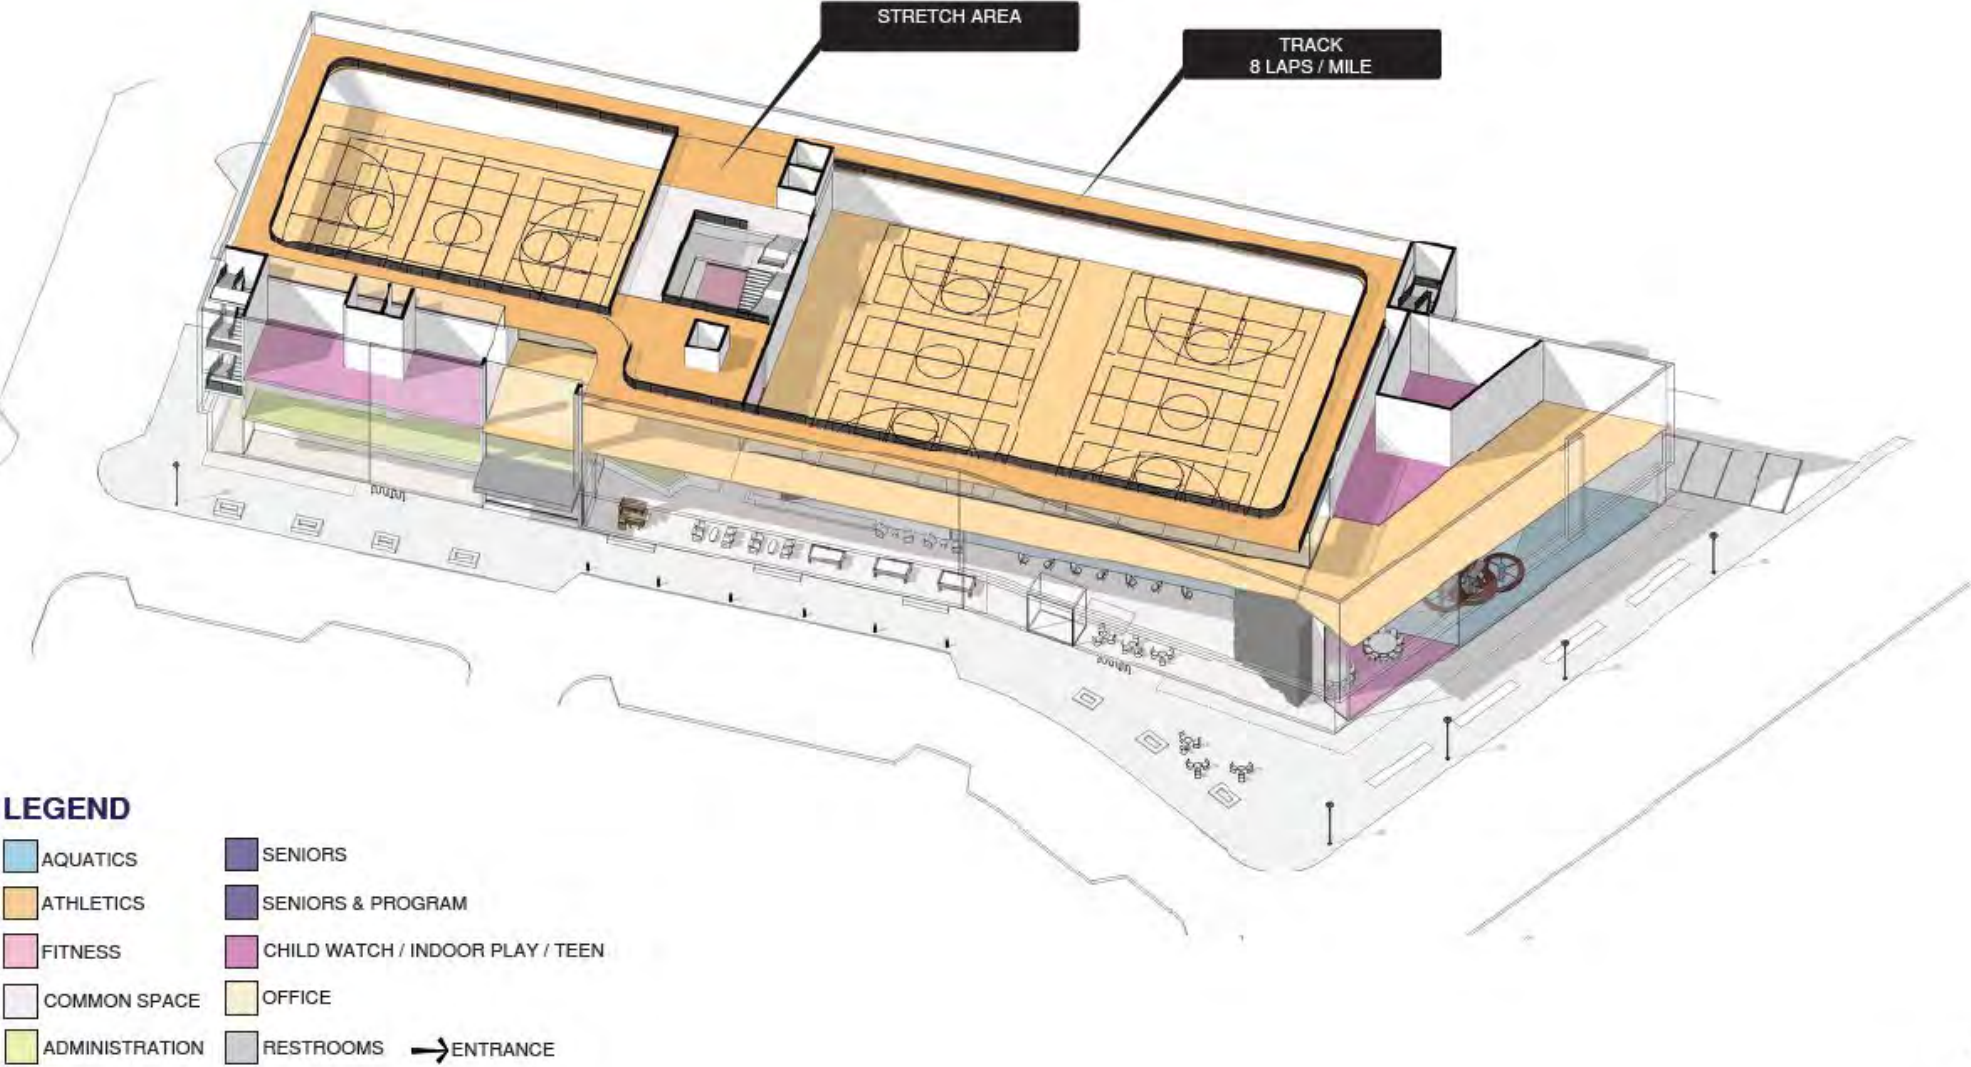 STRETCH AREA
TRACK
8 LAPS / MILE
LEGEND
AQUATICS
ATHLETICS
FITNESS
COMMON SPACE
ADMINISTRATION
SENIORS
SENIORS & PROGRAM
CHILD WATCH / INDOOR PLAY / TEEN
OFFICE
RESTROOMS
ENTRANCE